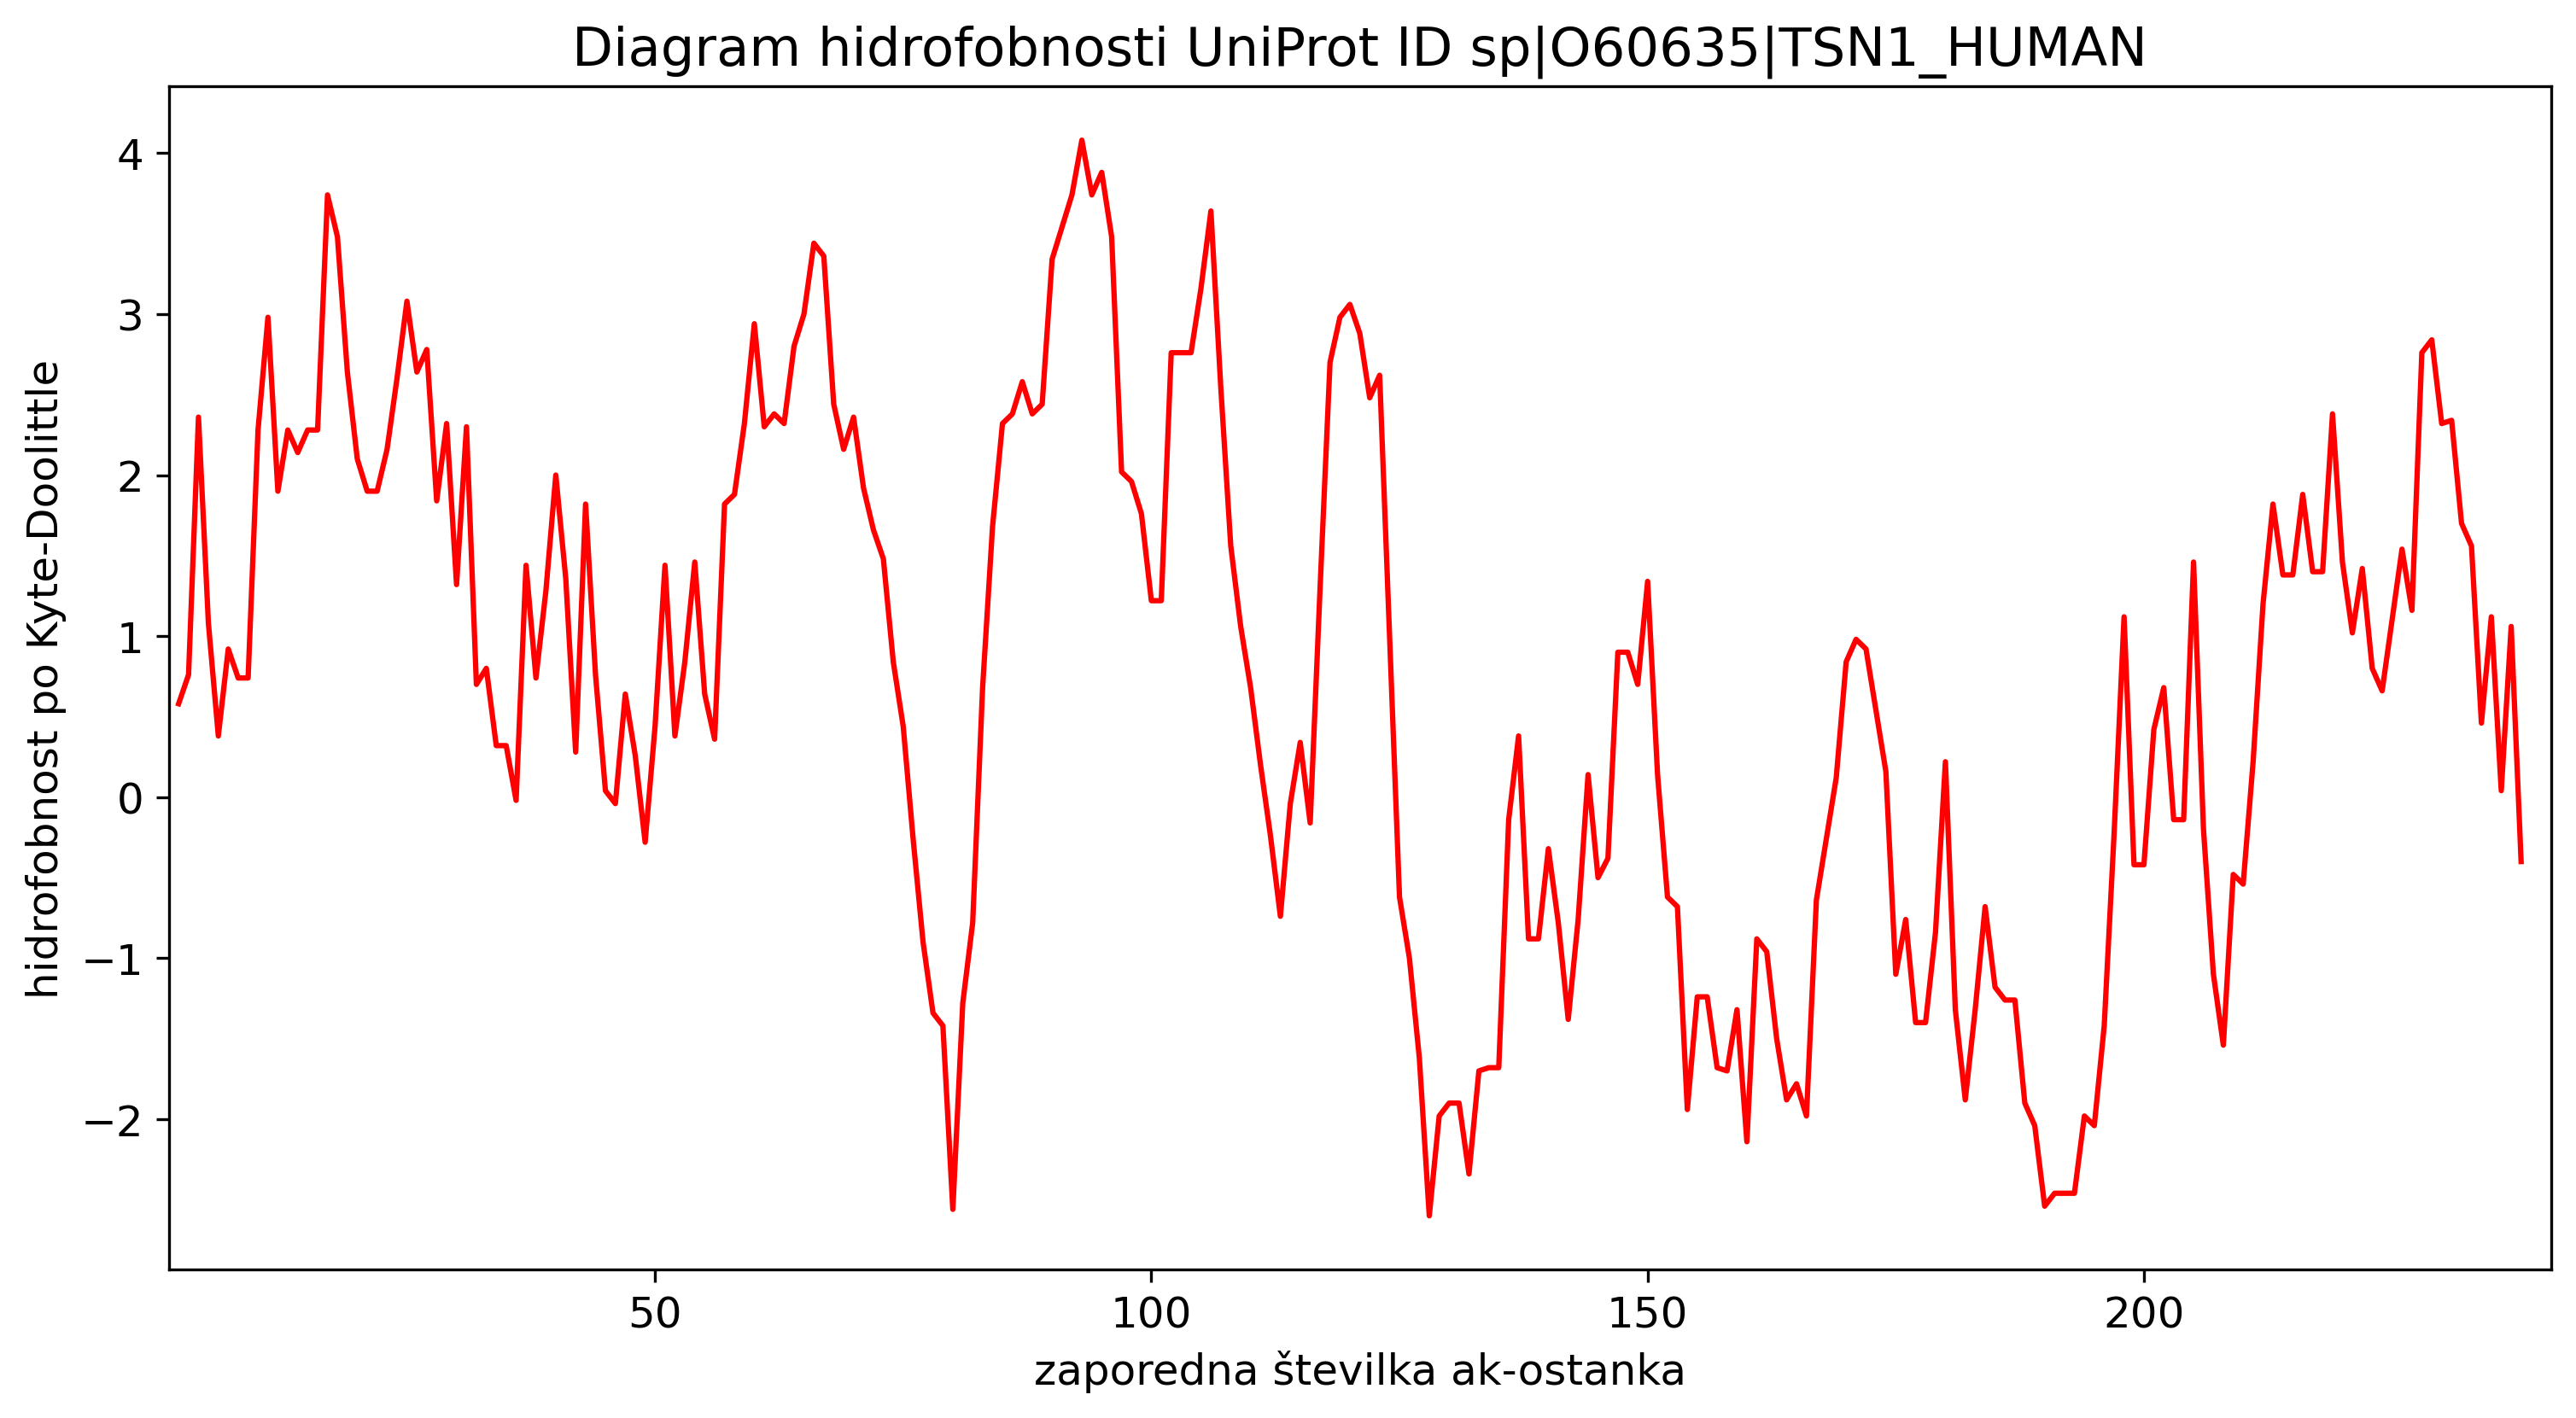 Diagram hidrofobnosti UniProt ID sp|O60635|TSN1_HUMAN
hidrofobnost po Kyte-Doolittle
4
3
2
1
0
−1
−2
50 100 150 200
zaporedna številka ak-ostanka